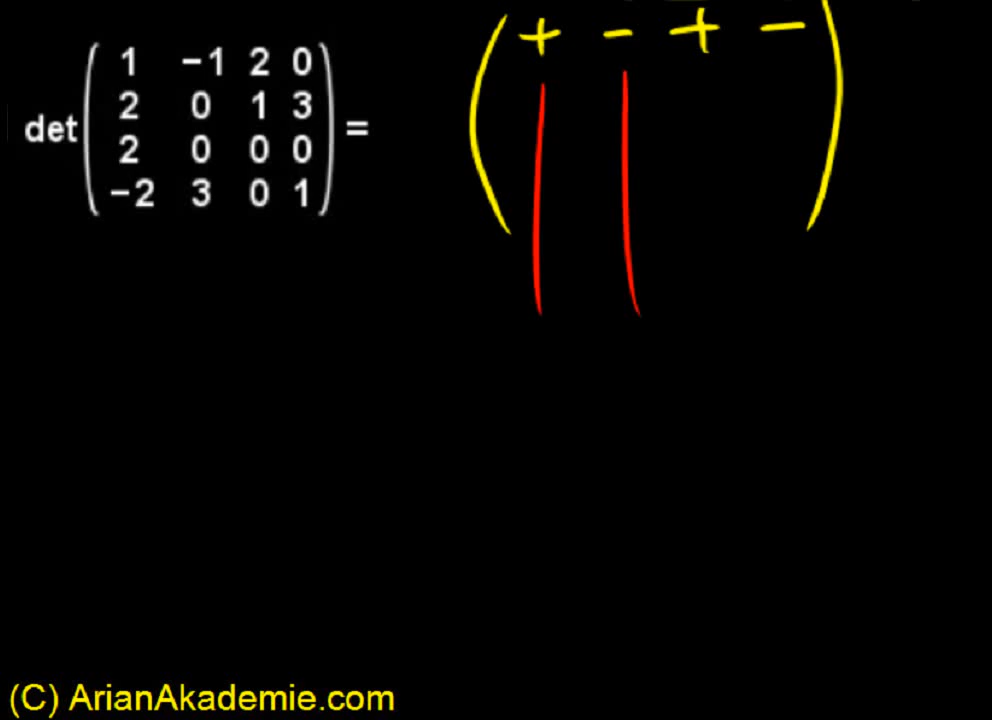 + - + -
1 -1 2 0
2 0 1 3
det =
2 0 0 0
-2 3 0 1
(C) ArianAkademie.com